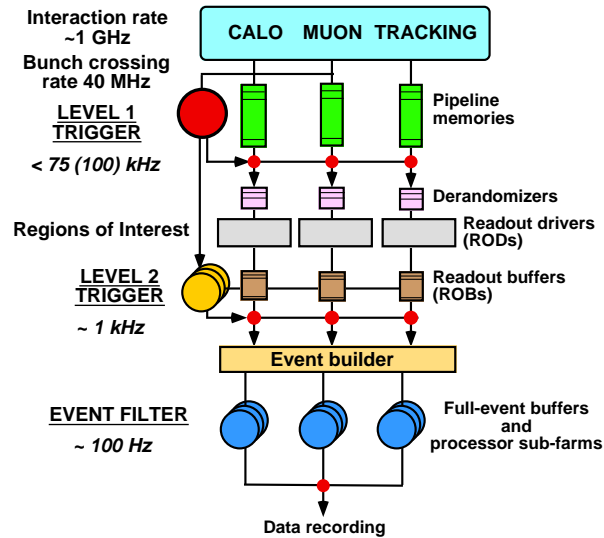 Interaction rate
~1 GHz
CALO MUON TRACKING
Bunch crossing
rate 40 MHz
LEVEL 1
TRIGGER
< 75 (100) kHz
Pipeline
memories
Derandomizers
Regions of Interest
Readout drivers
(RODs)
LEVEL 2
TRIGGER
~ 1 kHz
Readout buffers
(ROBs)
Event builder
EVENT FILTER
~ 100 Hz
Full-event buffers
and
processor sub-farms
Data recording